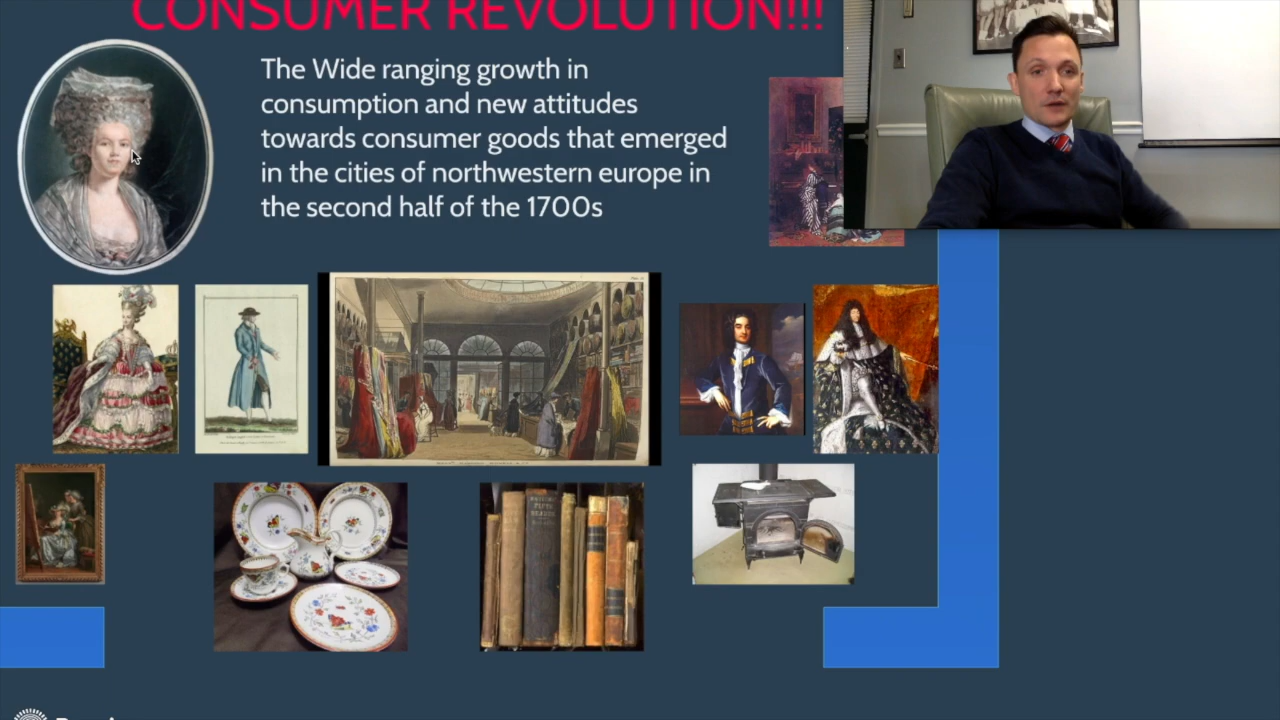 CONSUMER REVOLUTION!!!
The Wide ranging growth in
consumption and new attitudes
towards consumer goods that emerged
in the cities of northwestern europe in
the second half of the 1700s